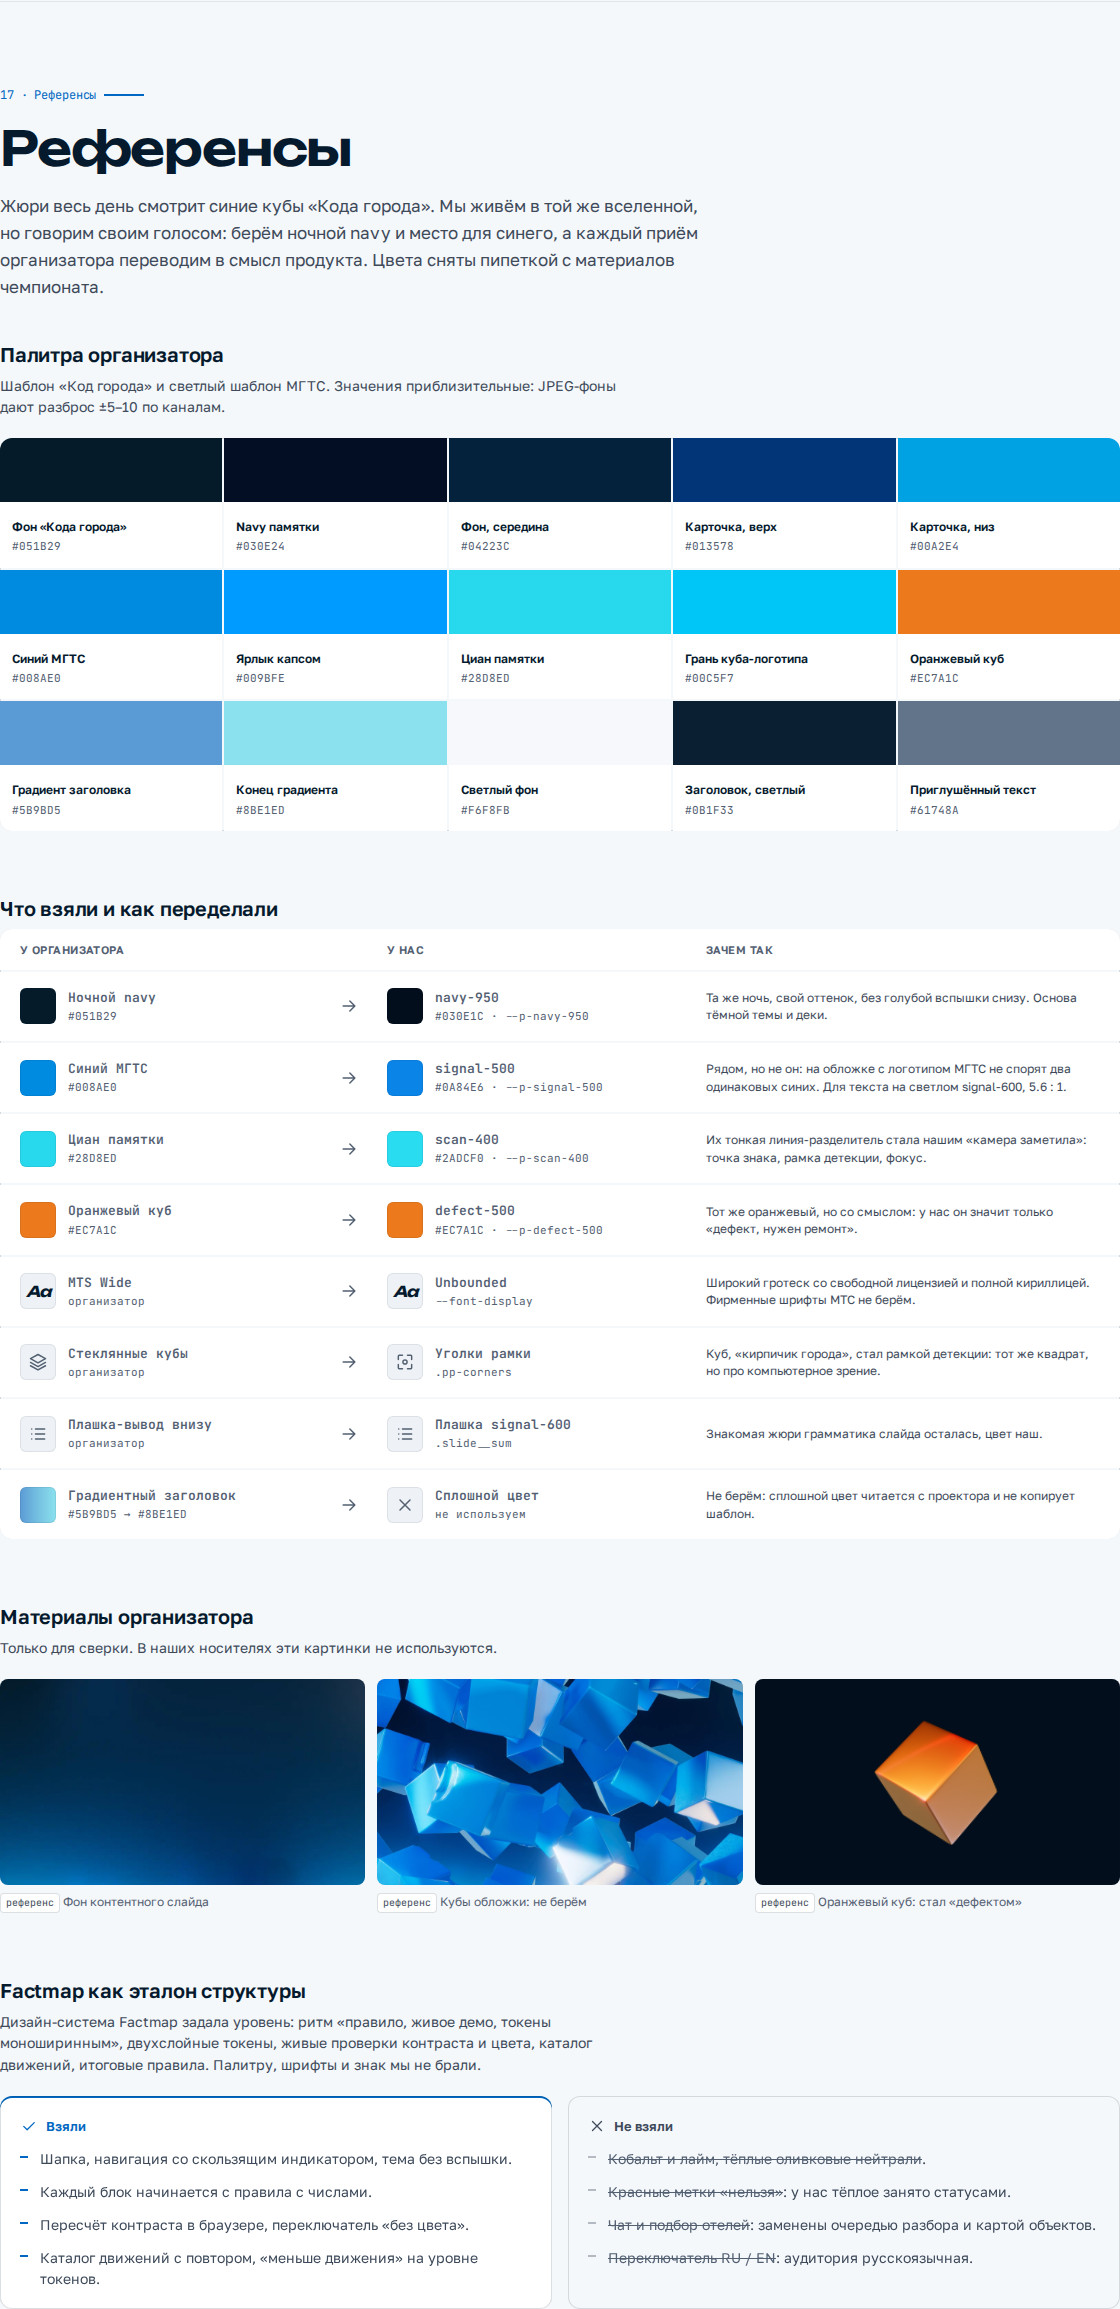 17 · Референсы
Референсы
Жюри весь день смотрит синие кубы «Кода города». Мы живём в той же вселенной,
но говорим своим голосом: берём ночной navy и место для синего, а каждый приём
организатора переводим в смысл продукта. Цвета сняты пипеткой с материалов
чемпионата.
Палитра организатора
Шаблон «Код города» и светлый шаблон МГТС. Значения приблизительные: JPEG-фоны
дают разброс ±5–10 по каналам.
Фон «Кода города»
#051B29
Navy памятки
#030E24
Фон, середина
#04223C
Карточка, верх
#013578
Карточка, низ
#00A2E4
Синий МГТС
#008AE0
Ярлык капсом
#009BFE
Циан памятки
#28D8ED
Грань куба-логотипа
#00C5F7
Оранжевый куб
#EC7A1C
Градиент заголовка
#5B9BD5
Конец градиента
#8BE1ED
Светлый фон
#F6F8FB
Заголовок, светлый
#0B1F33
Приглушённый текст
#61748A
Что взяли и как переделали
У ОРГАНИЗАТОРА
У НАС
ЗАЧЕМ ТАК
Ночной navy
#051B29
→
navy-950
#030E1C · --p-navy-950
Та же ночь, свой оттенок, без голубой вспышки снизу. Основа
тёмной темы и деки.
Синий МГТС
#008AE0
→
signal-500
#0A84E6 · --p-signal-500
Рядом, но не он: на обложке с логотипом МГТС не спорят два
одинаковых синих. Для текста на светлом signal-600, 5.6 : 1.
Циан памятки
#28D8ED
→
scan-400
#2ADCF0 · --p-scan-400
Их тонкая линия-разделитель стала нашим «камера заметила»:
точка знака, рамка детекции, фокус.
Оранжевый куб
#EC7A1C
→
defect-500
#EC7A1C · --p-defect-500
Тот же оранжевый, но со смыслом: у нас он значит только
«дефект, нужен ремонт».
Aa
MTS Wide
организатор
→
Aa
Unbounded
--font-display
Широкий гротеск со свободной лицензией и полной кириллицей.
Фирменные шрифты МТС не берём.
Стеклянные кубы
организатор
→
Уголки рамки
.pp-corners
Куб, «кирпичик города», стал рамкой детекции: тот же квадрат,
но про компьютерное зрение.
Плашка-вывод внизу
организатор
→
Плашка signal-600
.slide__sum
Знакомая жюри грамматика слайда осталась, цвет наш.
Градиентный заголовок
#5B9BD5 → #8BE1ED
→
Сплошной цвет
не используем
Не берём: сплошной цвет читается с проектора и не копирует
шаблон.
Материалы организатора
Только для сверки. В наших носителях эти картинки не используются.
референс Фон контентного слайда
референс Кубы обложки: не берём
референс Оранжевый куб: стал «дефектом»
Factmap как эталон структуры
Дизайн-система Factmap задала уровень: ритм «правило, живое демо, токены
моноширинным», двухслойные токены, живые проверки контраста и цвета, каталог
движений, итоговые правила. Палитру, шрифты и знак мы не брали.
Взяли
Шапка, навигация со скользящим индикатором, тема без вспышки.
Каждый блок начинается с правила с числами.
Пересчёт контраста в браузере, переключатель «без цвета».
Каталог движений с повтором, «меньше движения» на уровне
токенов.
Не взяли
Кобальт и лайм, тёплые оливковые нейтрали.
Красные метки «нельзя»: у нас тёплое занято статусами.
Чат и подбор отелей: заменены очередью разбора и картой объектов.
Переключатель RU / EN: аудитория русскоязычная.